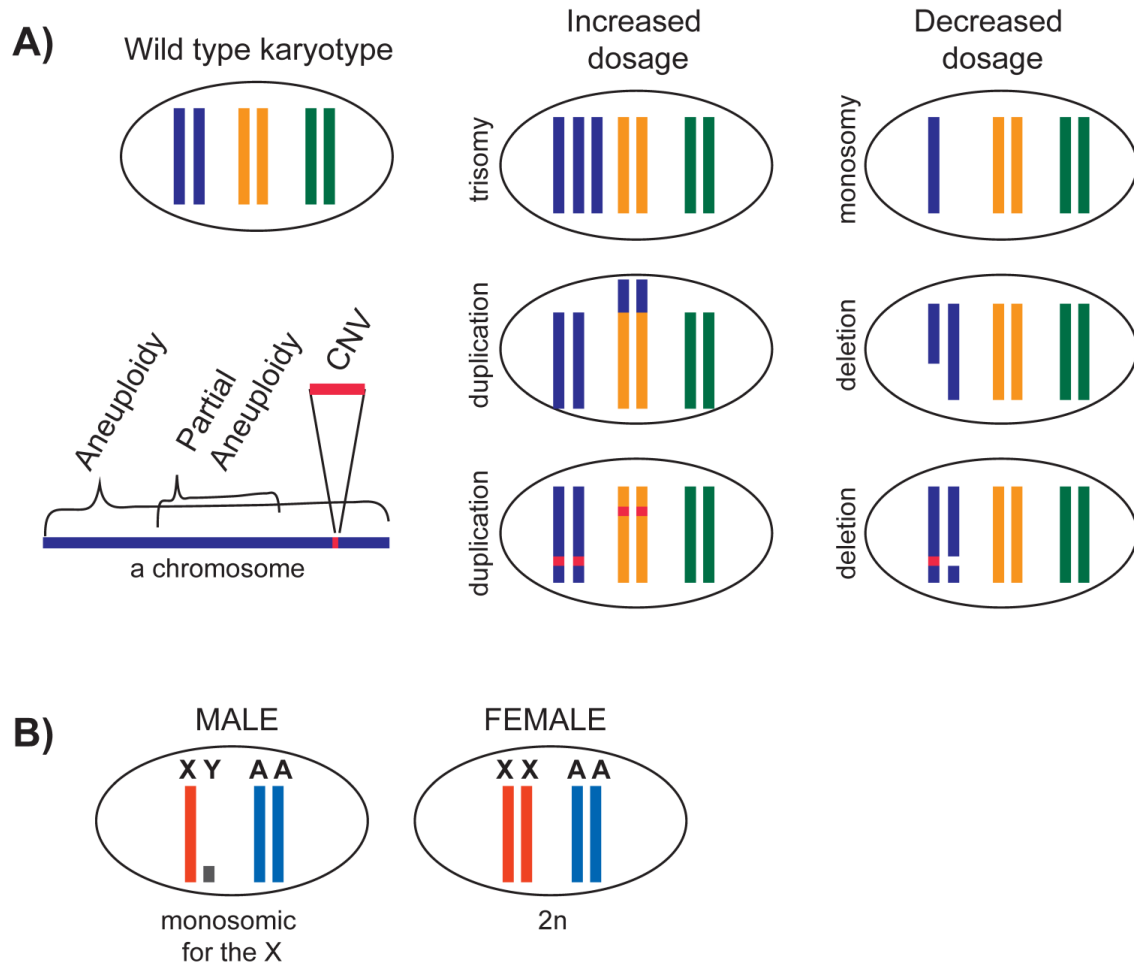 A)
Wild type karyotype
Increased
dosage
Decreased
dosage
trisomy
monosomy
duplication
deletion
Aneuploidy
Partial
Aneuploidy
CNV
a chromosome
duplication
deletion
B)
MALE
FEMALE
X Y A A
X X A A
monosomic
for the X
2n